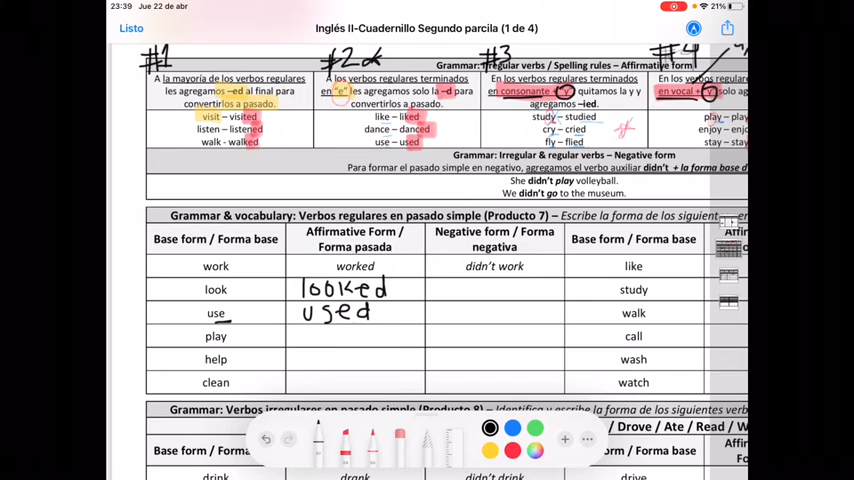 23:39 Jue 22 de abr
21%
Listo
Inglés II-Cuadernillo Segundo parcila (1 de 4)
#1 #2 #3 #4
Grammar: Irregular verbs / Spelling rules – Affirmative form
A la mayoría de los verbos regulares les agregamos –ed al final para convertirlos a pasado.
A los verbos regulares terminados en "e" les agregamos solo la –d para convertirlos a pasado.
En los verbos regulares terminados en consonante + "y" quitamos la y y agregamos –ied.
En los verbos regula
en vocal + "y" solo agr
visit – visited
listen – listened
walk - walked
like – liked
dance – danced
use – used
study – studied
cry – cried
fly – flied
play – play
enjoy – enjo
stay – stay
Grammar: Irregular & regular verbs – Negative form
Para formar el pasado simple en negativo, agregamos el verbo auxiliar didn't + la forma base d
She didn't play volleyball.
We didn't go to the museum.
Grammar & vocabulary: Verbos regulares en pasado simple (Producto 7) – Escribe la forma de los siguient
Base form / Forma base
Affirmative Form / Forma pasada
Negative form / Forma negativa
Base form / Forma base
work worked didn't work like
look looked study
use used walk
play call
help wash
clean watch
Grammar: Verbos irregulares en pasado simple (Producto 8) - Identifica y escribe la forma de los siguientes verbo
/ Drove / Ate / Read / W
Base form / Forma
Affir
Fo
drink drank didn't drink drive